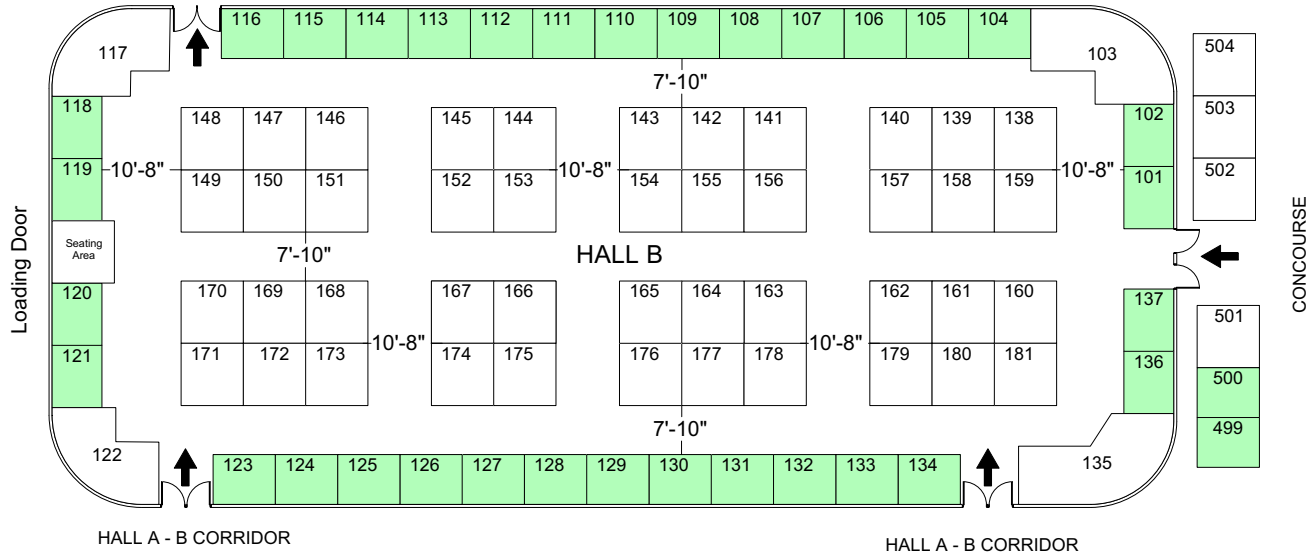 116 115 114 113 112 111 110 109 108 107 106 105 104
117
103
504
7'-10"
118
102
503
148 147 146
145 144
143 142 141
140 139 138
119
10'-8"
149 150 151
152 153
10'-8"
154 155 156
157 158 159
10'-8"
101
502
Loading Door
Seating
Area
7'-10"
HALL B
CONCOURSE
120
170 169 168
167 166
165 164 163
162 161 160
137
501
121
171 172 173
10'-8"
174 175
176 177 178
10'-8"
179 180 181
136
500
7'-10"
499
122
123 124 125 126 127 128 129 130 131 132 133 134
135
HALL A - B CORRIDOR
HALL A - B CORRIDOR